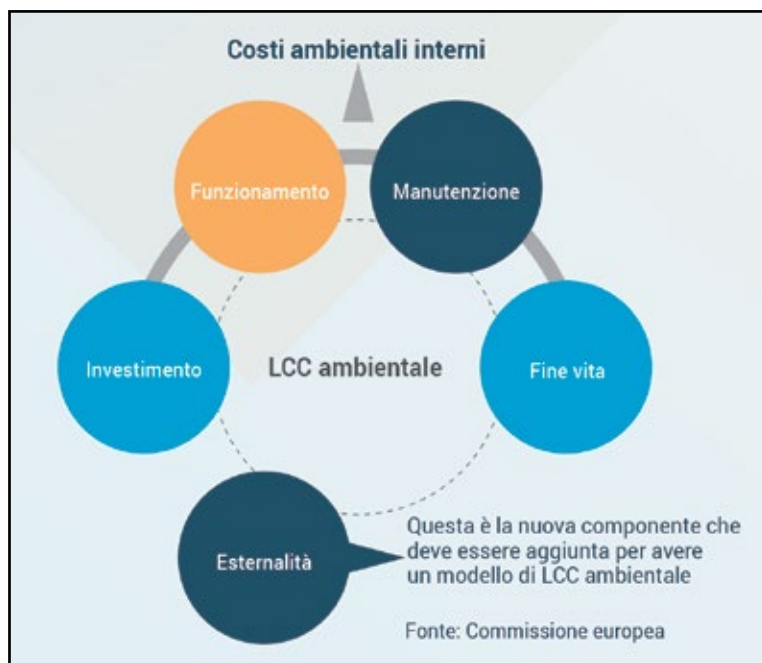 Costi ambientali interni
Funzionamento
Manutenzione
Investimento
LCC ambientale
Fine vita
Esternalità
Questa è la nuova componente che
deve essere aggiunta per avere
un modello di LCC ambientale
Fonte: Commissione europea